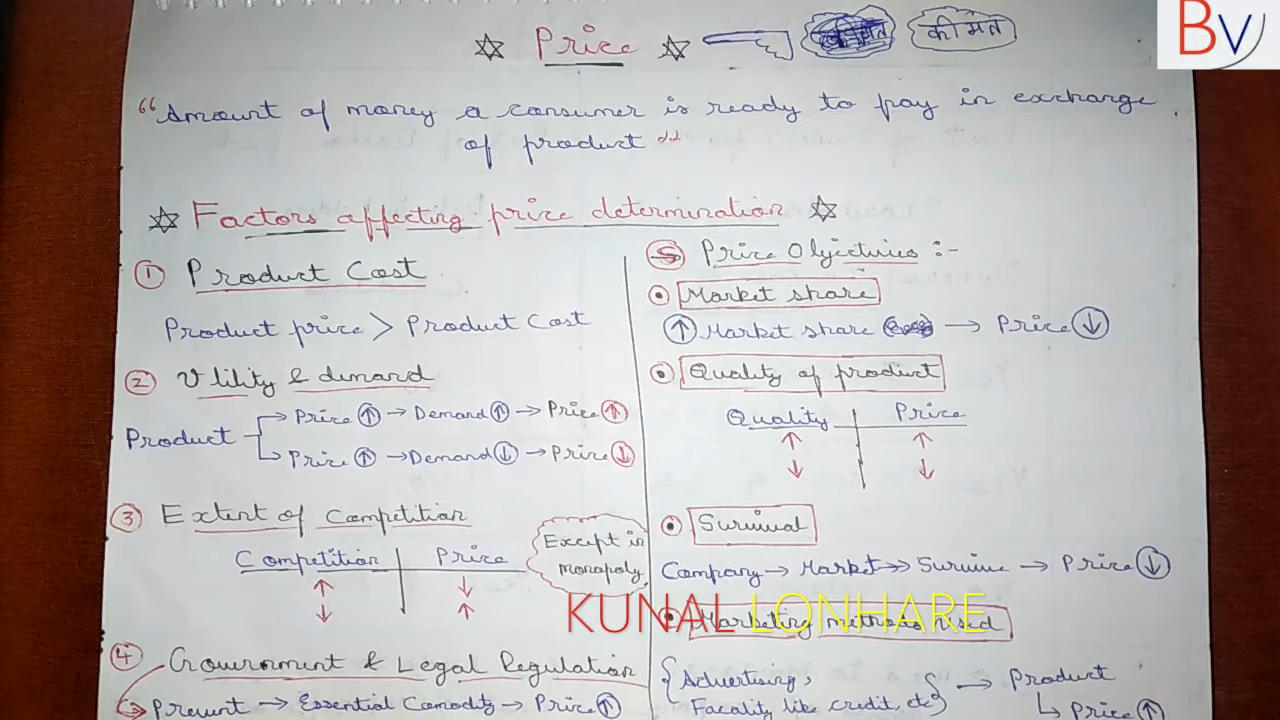 BV
Price कीमत
“Amount of money a consumer is ready to pay in exchange
of product”
Factors affecting price determination
① Product Cost
Product price > Product Cost
② Utility & demand
Product → Price ↑ → Demand ↑ → Price ↑
→ Price ↑ → Demand ↓ → Price ↓
③ Extent of Competition
Competition | Price
↑ ↓
↓ ↑
Except in
monopoly
④ Government & Legal Regulation
Prevent → Essential Comodity → Price ↑
⑤ Price Objectives :-
• Market share
↑ Market share → Price ↓
• Quality of product
Quality | Price
↑ ↑
↓ ↓
• Survival
Company → Market → Survive → Price ↓
KUNAL LONHARE
• Marketing methods used
{ Advertising,
Facality like credit, etc } → Product
↳ Price ↑